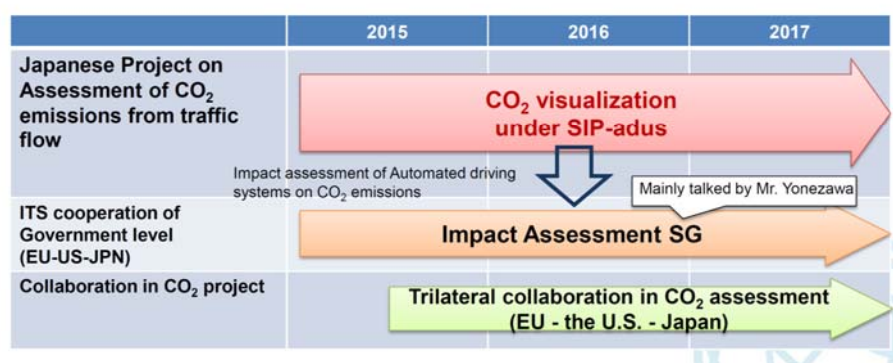 2015 2016 2017
Japanese Project on
Assessment of CO₂
emissions from traffic
flow
CO₂ visualization
under SIP-adus
Impact assessment of Automated driving
systems on CO₂ emissions
Mainly talked by Mr. Yonezawa
ITS cooperation of
Government level
(EU-US-JPN)
Impact Assessment SG
Collaboration in CO₂ project
Trilateral collaboration in CO₂ assessment
(EU - the U.S. - Japan)